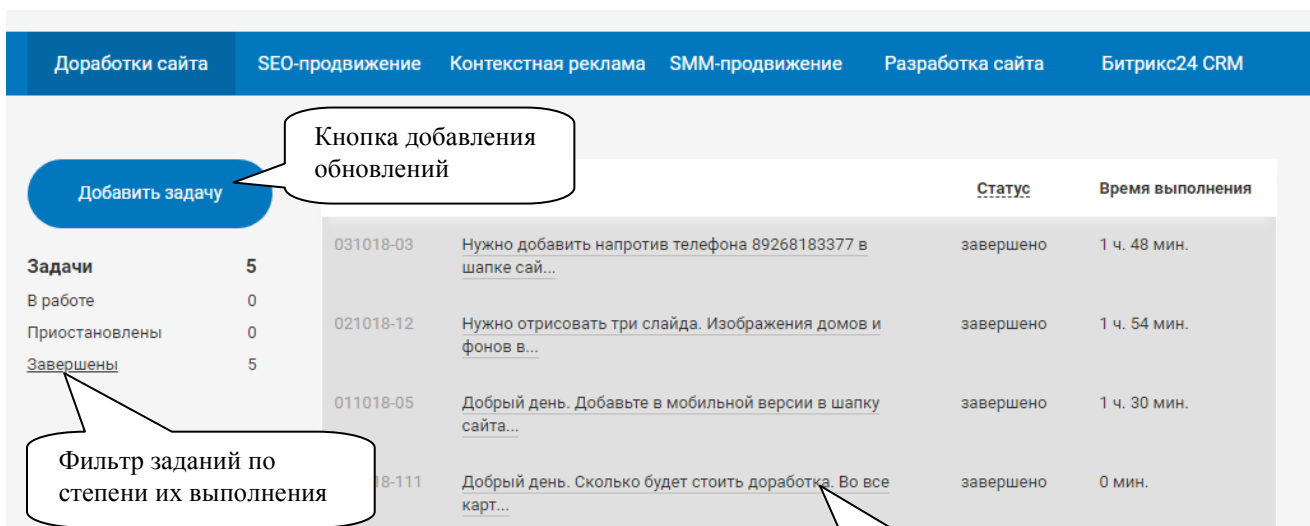 Доработки сайта SEO-продвижение Контекстная реклама SMM-продвижение Разработка сайта Битрикс24 CRM
Кнопка добавления
обновлений
Добавить задачу
Статус Время выполнения
Задачи 5
В работе 0
Приостановлены 0
Завершены 5
031018-03 Нужно добавить напротив телефона 89268183377 в завершено 1 ч. 48 мин.
шапке сай...
021018-12 Нужно отрисовать три слайда. Изображения домов и завершено 1 ч. 54 мин.
фонов в...
011018-05 Добрый день. Добавьте в мобильной версии в шапку завершено 1 ч. 30 мин.
сайта...
18-111 Добрый день. Сколько будет стоить доработка. Во все завершено 0 мин.
карт...
Фильтр заданий по
степени их выполнения